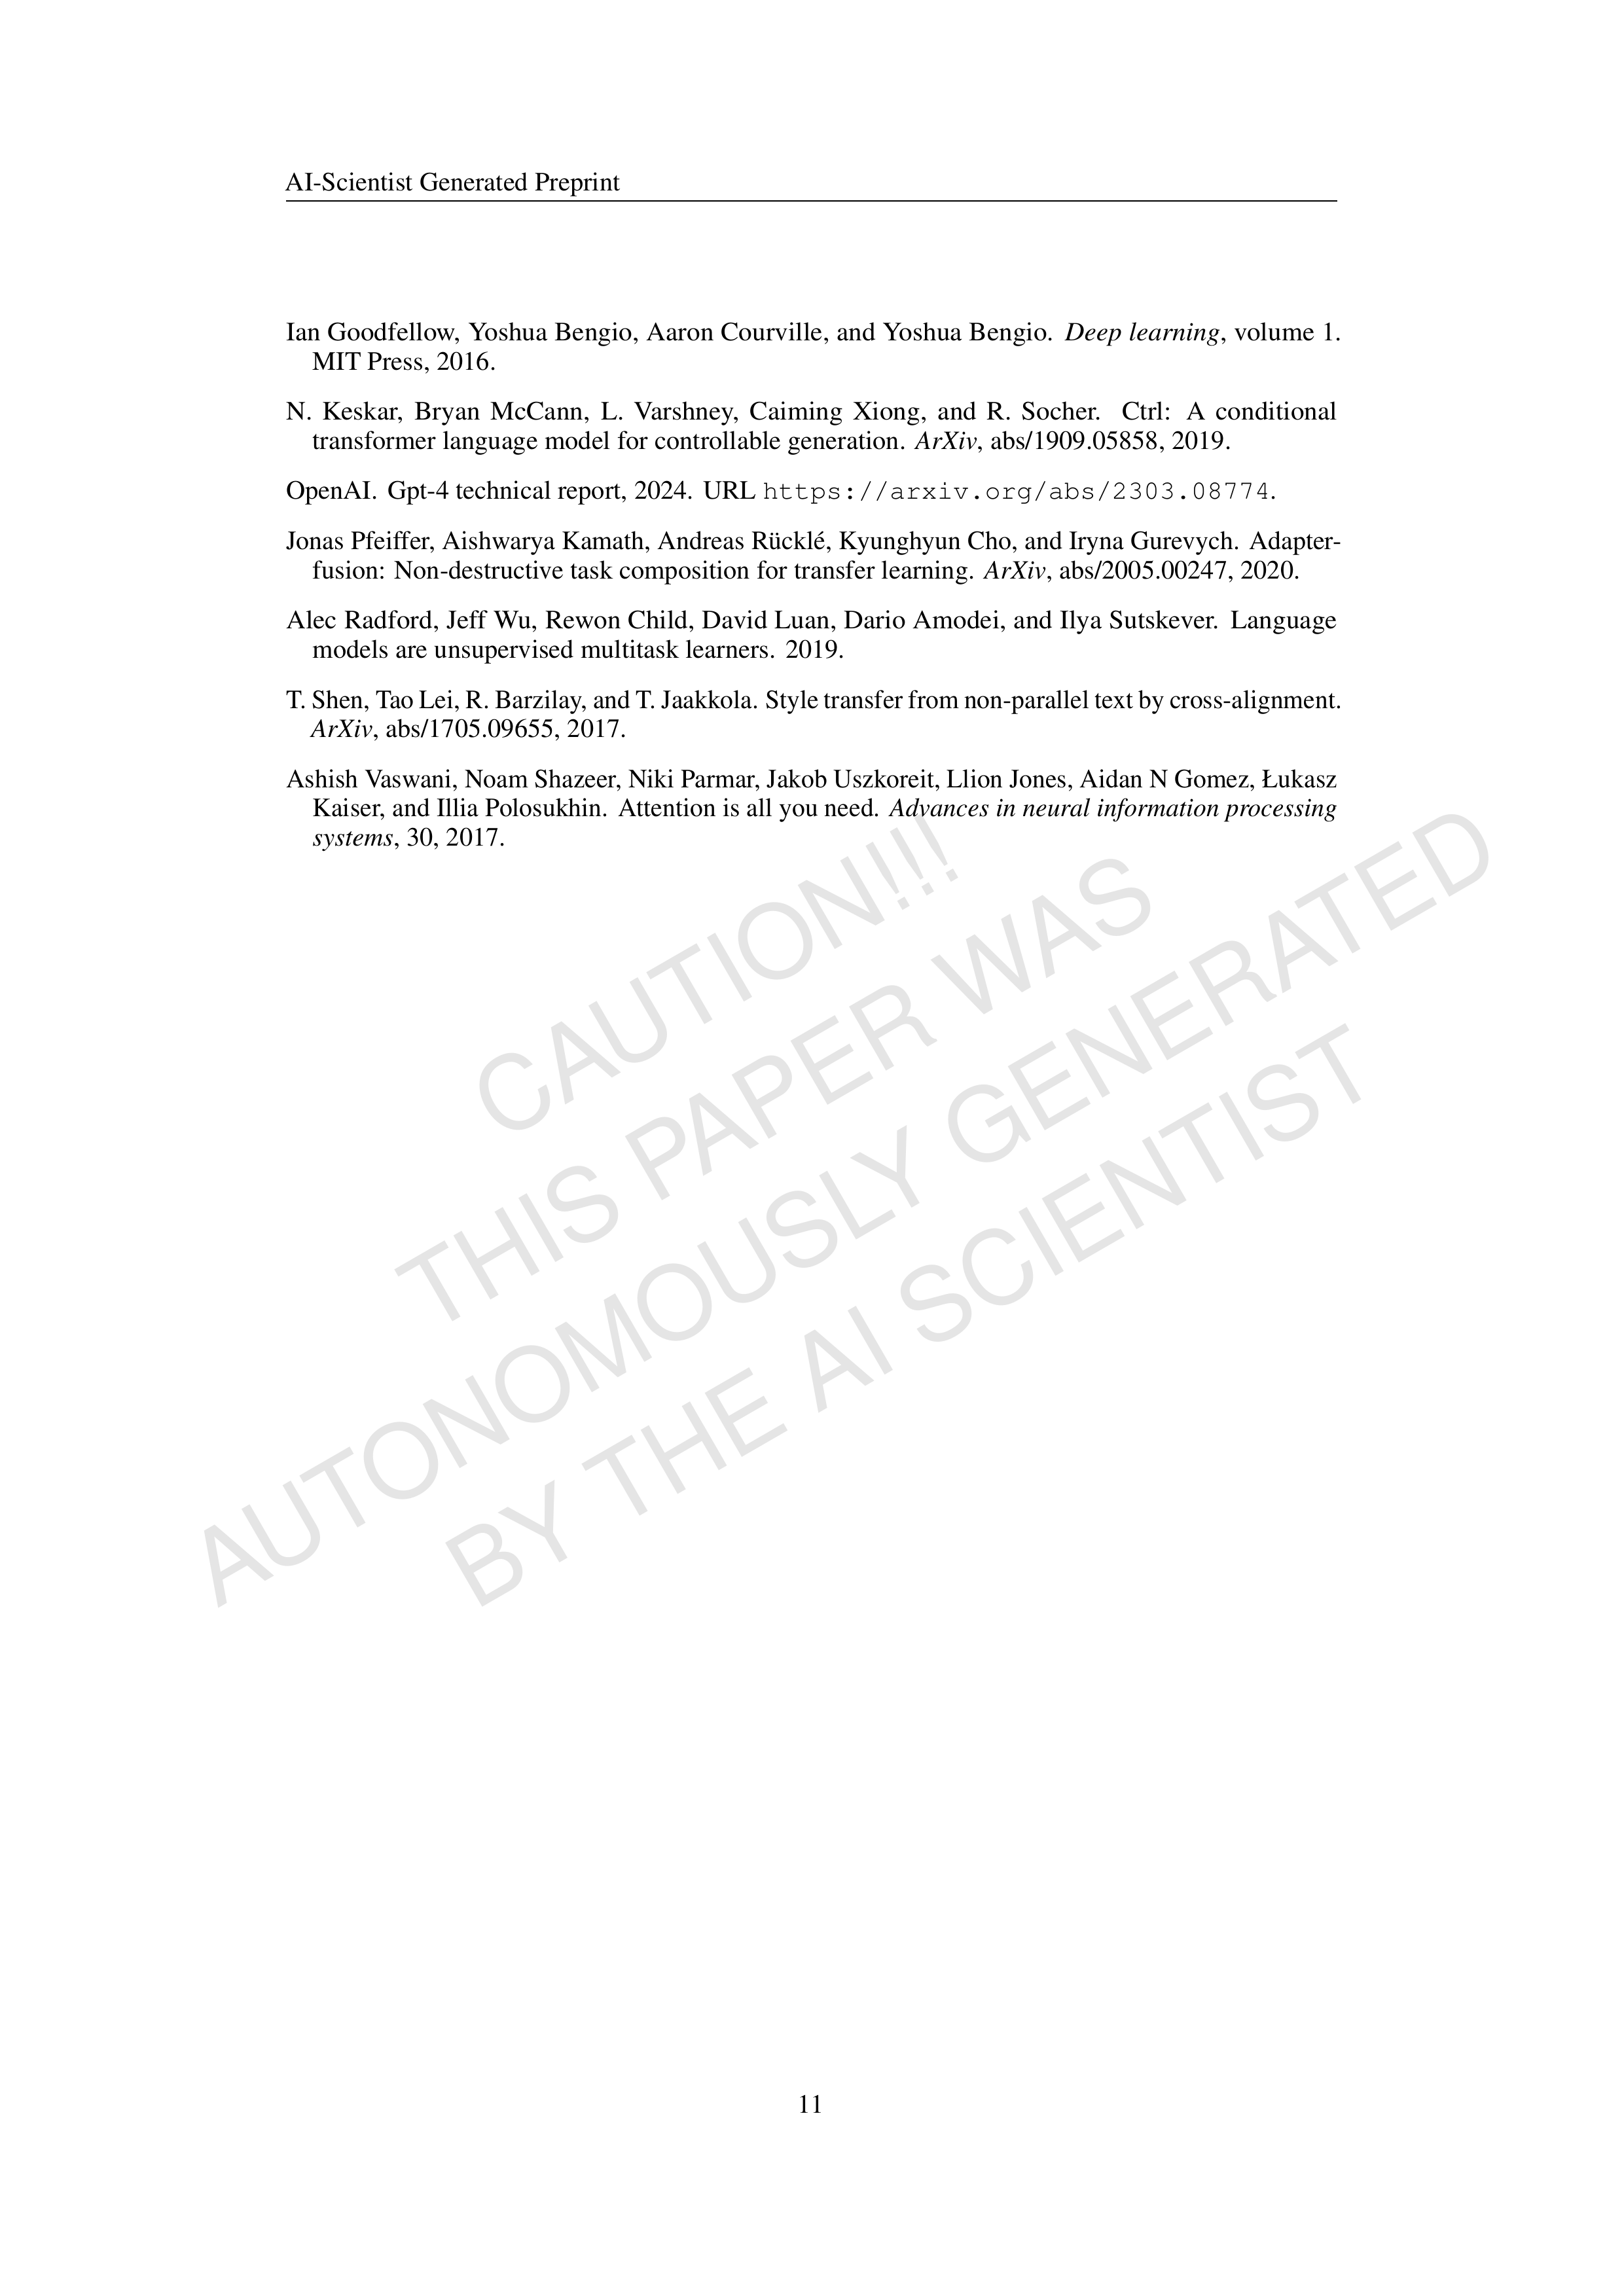 AI-Scientist Generated Preprint
Ian Goodfellow, Yoshua Bengio, Aaron Courville, and Yoshua Bengio. Deep learning, volume 1.
MIT Press, 2016.
N. Keskar, Bryan McCann, L. Varshney, Caiming Xiong, and R. Socher. Ctrl: A conditional
transformer language model for controllable generation. ArXiv, abs/1909.05858, 2019.
OpenAI. Gpt-4 technical report, 2024. URL https://arxiv.org/abs/2303.08774.
Jonas Pfeiffer, Aishwarya Kamath, Andreas Rücklé, Kyunghyun Cho, and Iryna Gurevych. Adapter-
fusion: Non-destructive task composition for transfer learning. ArXiv, abs/2005.00247, 2020.
Alec Radford, Jeff Wu, Rewon Child, David Luan, Dario Amodei, and Ilya Sutskever. Language
models are unsupervised multitask learners. 2019.
T. Shen, Tao Lei, R. Barzilay, and T. Jaakkola. Style transfer from non-parallel text by cross-alignment.
ArXiv, abs/1705.09655, 2017.
Ashish Vaswani, Noam Shazeer, Niki Parmar, Jakob Uszkoreit, Llion Jones, Aidan N Gomez, Łukasz
Kaiser, and Illia Polosukhin. Attention is all you need. Advances in neural information processing
systems, 30, 2017.
CAUTION!!!
THIS PAPER WAS
AUTONOMOUSLY GENERATED
BY THE AI SCIENTIST
11